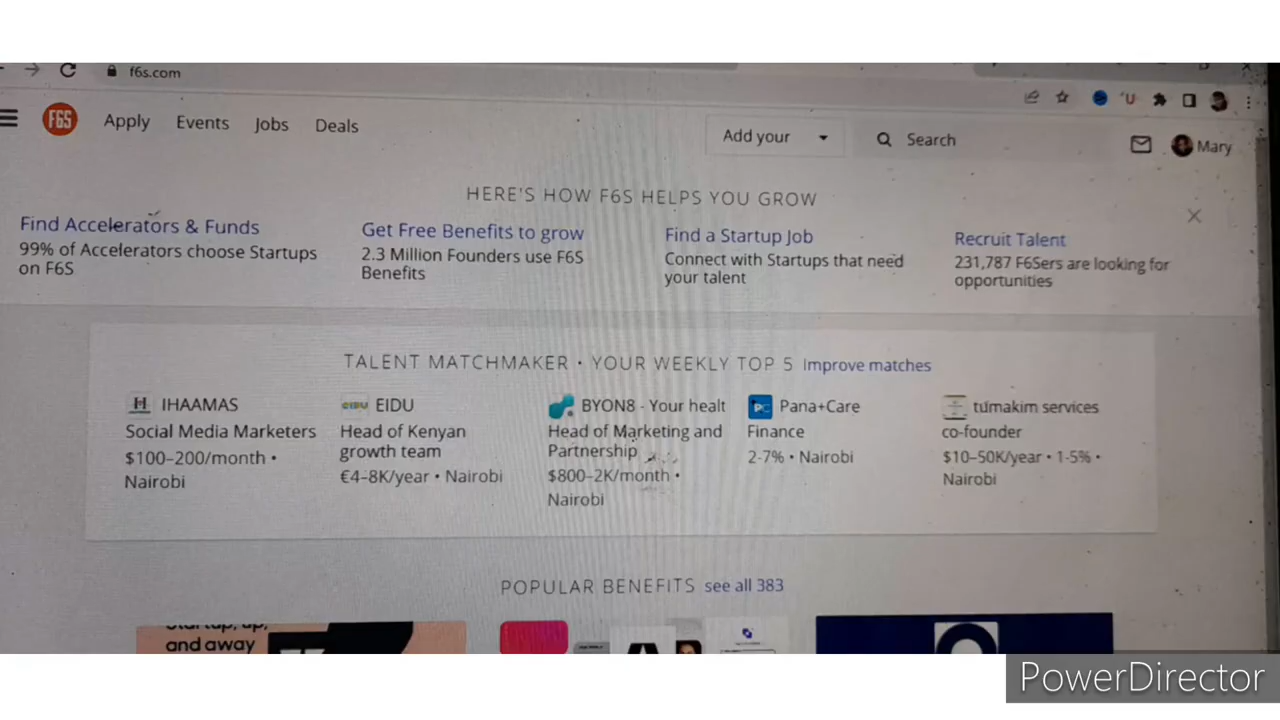 f6s.com
F6S Apply Events Jobs Deals Add your Search Mary
HERE'S HOW F6S HELPS YOU GROW
Find Accelerators & Funds
99% of Accelerators choose Startups
on F6S
Get Free Benefits to grow
2.3 Million Founders use F6S
Benefits
Find a Startup Job
Connect with Startups that need
your talent
Recruit Talent
231,787 F6Sers are looking for
opportunities
TALENT MATCHMAKER • YOUR WEEKLY TOP 5 Improve matches
IHAAMAS
Social Media Marketers
$100–200/month •
Nairobi
EIDU EIDU
Head of Kenyan
growth team
€4–8K/year • Nairobi
BYON8 - Your healt
Head of Marketing and
Partnership
$800–2K/month •
Nairobi
PC Pana+Care
Finance
2-7% • Nairobi
tumakim services
co-founder
$10–50K/year • 1-5% •
Nairobi
POPULAR BENEFITS see all 383
and away
PowerDirector